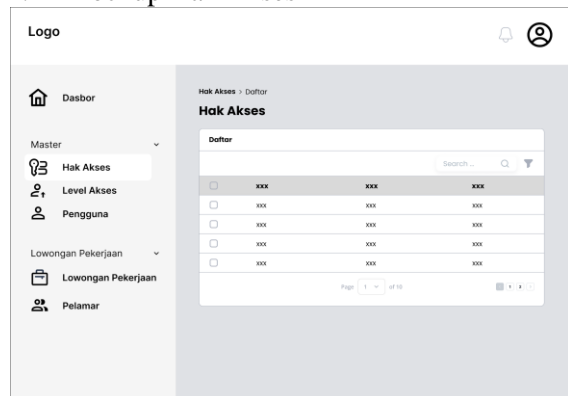 Logo
Dasbor
Master
Hak Akses
Level Akses
Pengguna
Lowongan Pekerjaan
Lowongan Pekerjaan
Pelamar
Hak Akses > Daftar
Hak Akses
Daftar
Search ...
xxx xxx xxx
xxx xxx xxx
xxx xxx xxx
xxx xxx xxx
xxx xxx xxx
Page 1 of 10